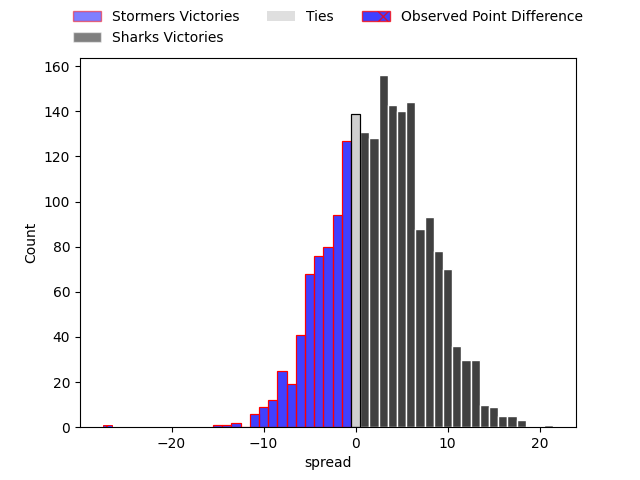 Stormers Victories
Sharks Victories
Ties
Observed Point Difference
160
140
120
100
80
60
40
20
0
Count
−20
−10
0
10
20
spread